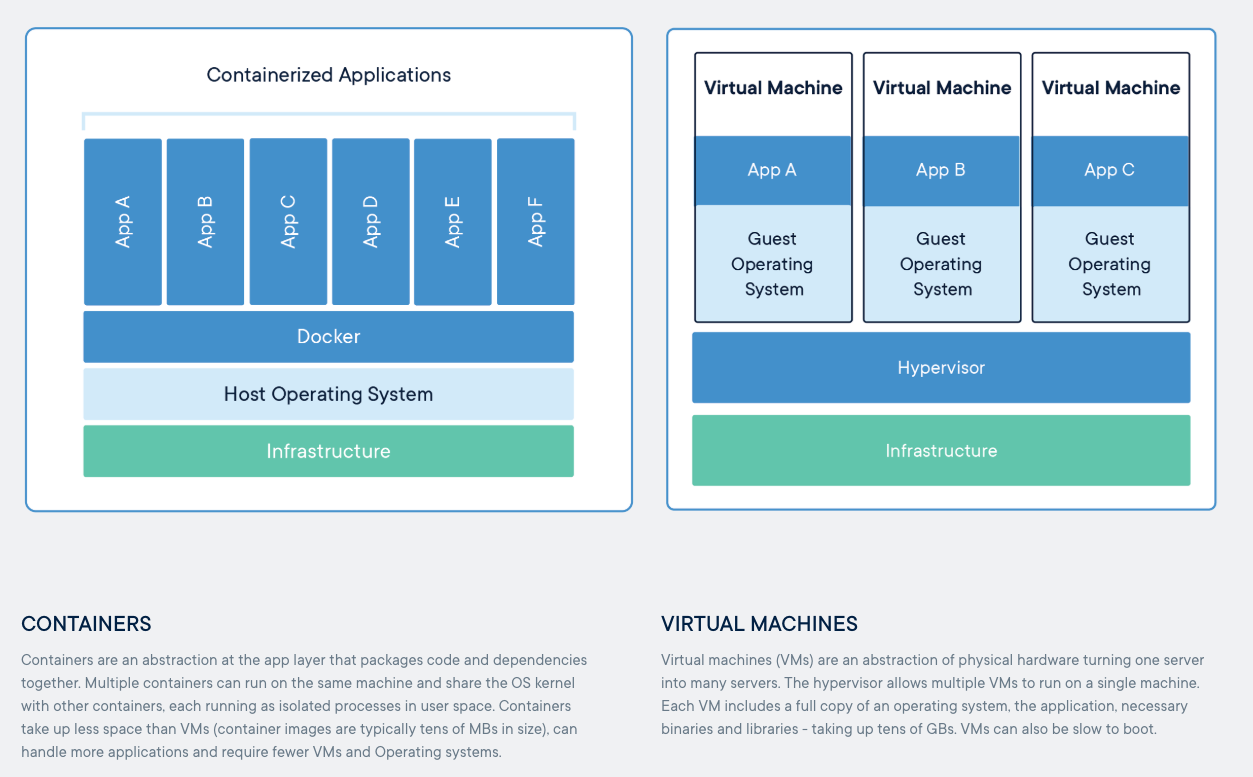 Containerized Applications
App A
App B
App C
App D
App E
App F
Docker
Host Operating System
Infrastructure
Virtual Machine
App A
Guest
Operating
System
Virtual Machine
App B
Guest
Operating
System
Virtual Machine
App C
Guest
Operating
System
Hypervisor
Infrastructure
CONTAINERS
Containers are an abstraction at the app layer that packages code and dependencies
together. Multiple containers can run on the same machine and share the OS kernel
with other containers, each running as isolated processes in user space. Containers
take up less space than VMs (container images are typically tens of MBs in size), can
handle more applications and require fewer VMs and Operating systems.
VIRTUAL MACHINES
Virtual machines (VMs) are an abstraction of physical hardware turning one server
into many servers. The hypervisor allows multiple VMs to run on a single machine.
Each VM includes a full copy of an operating system, the application, necessary
binaries and libraries - taking up tens of GBs. VMs can also be slow to boot.